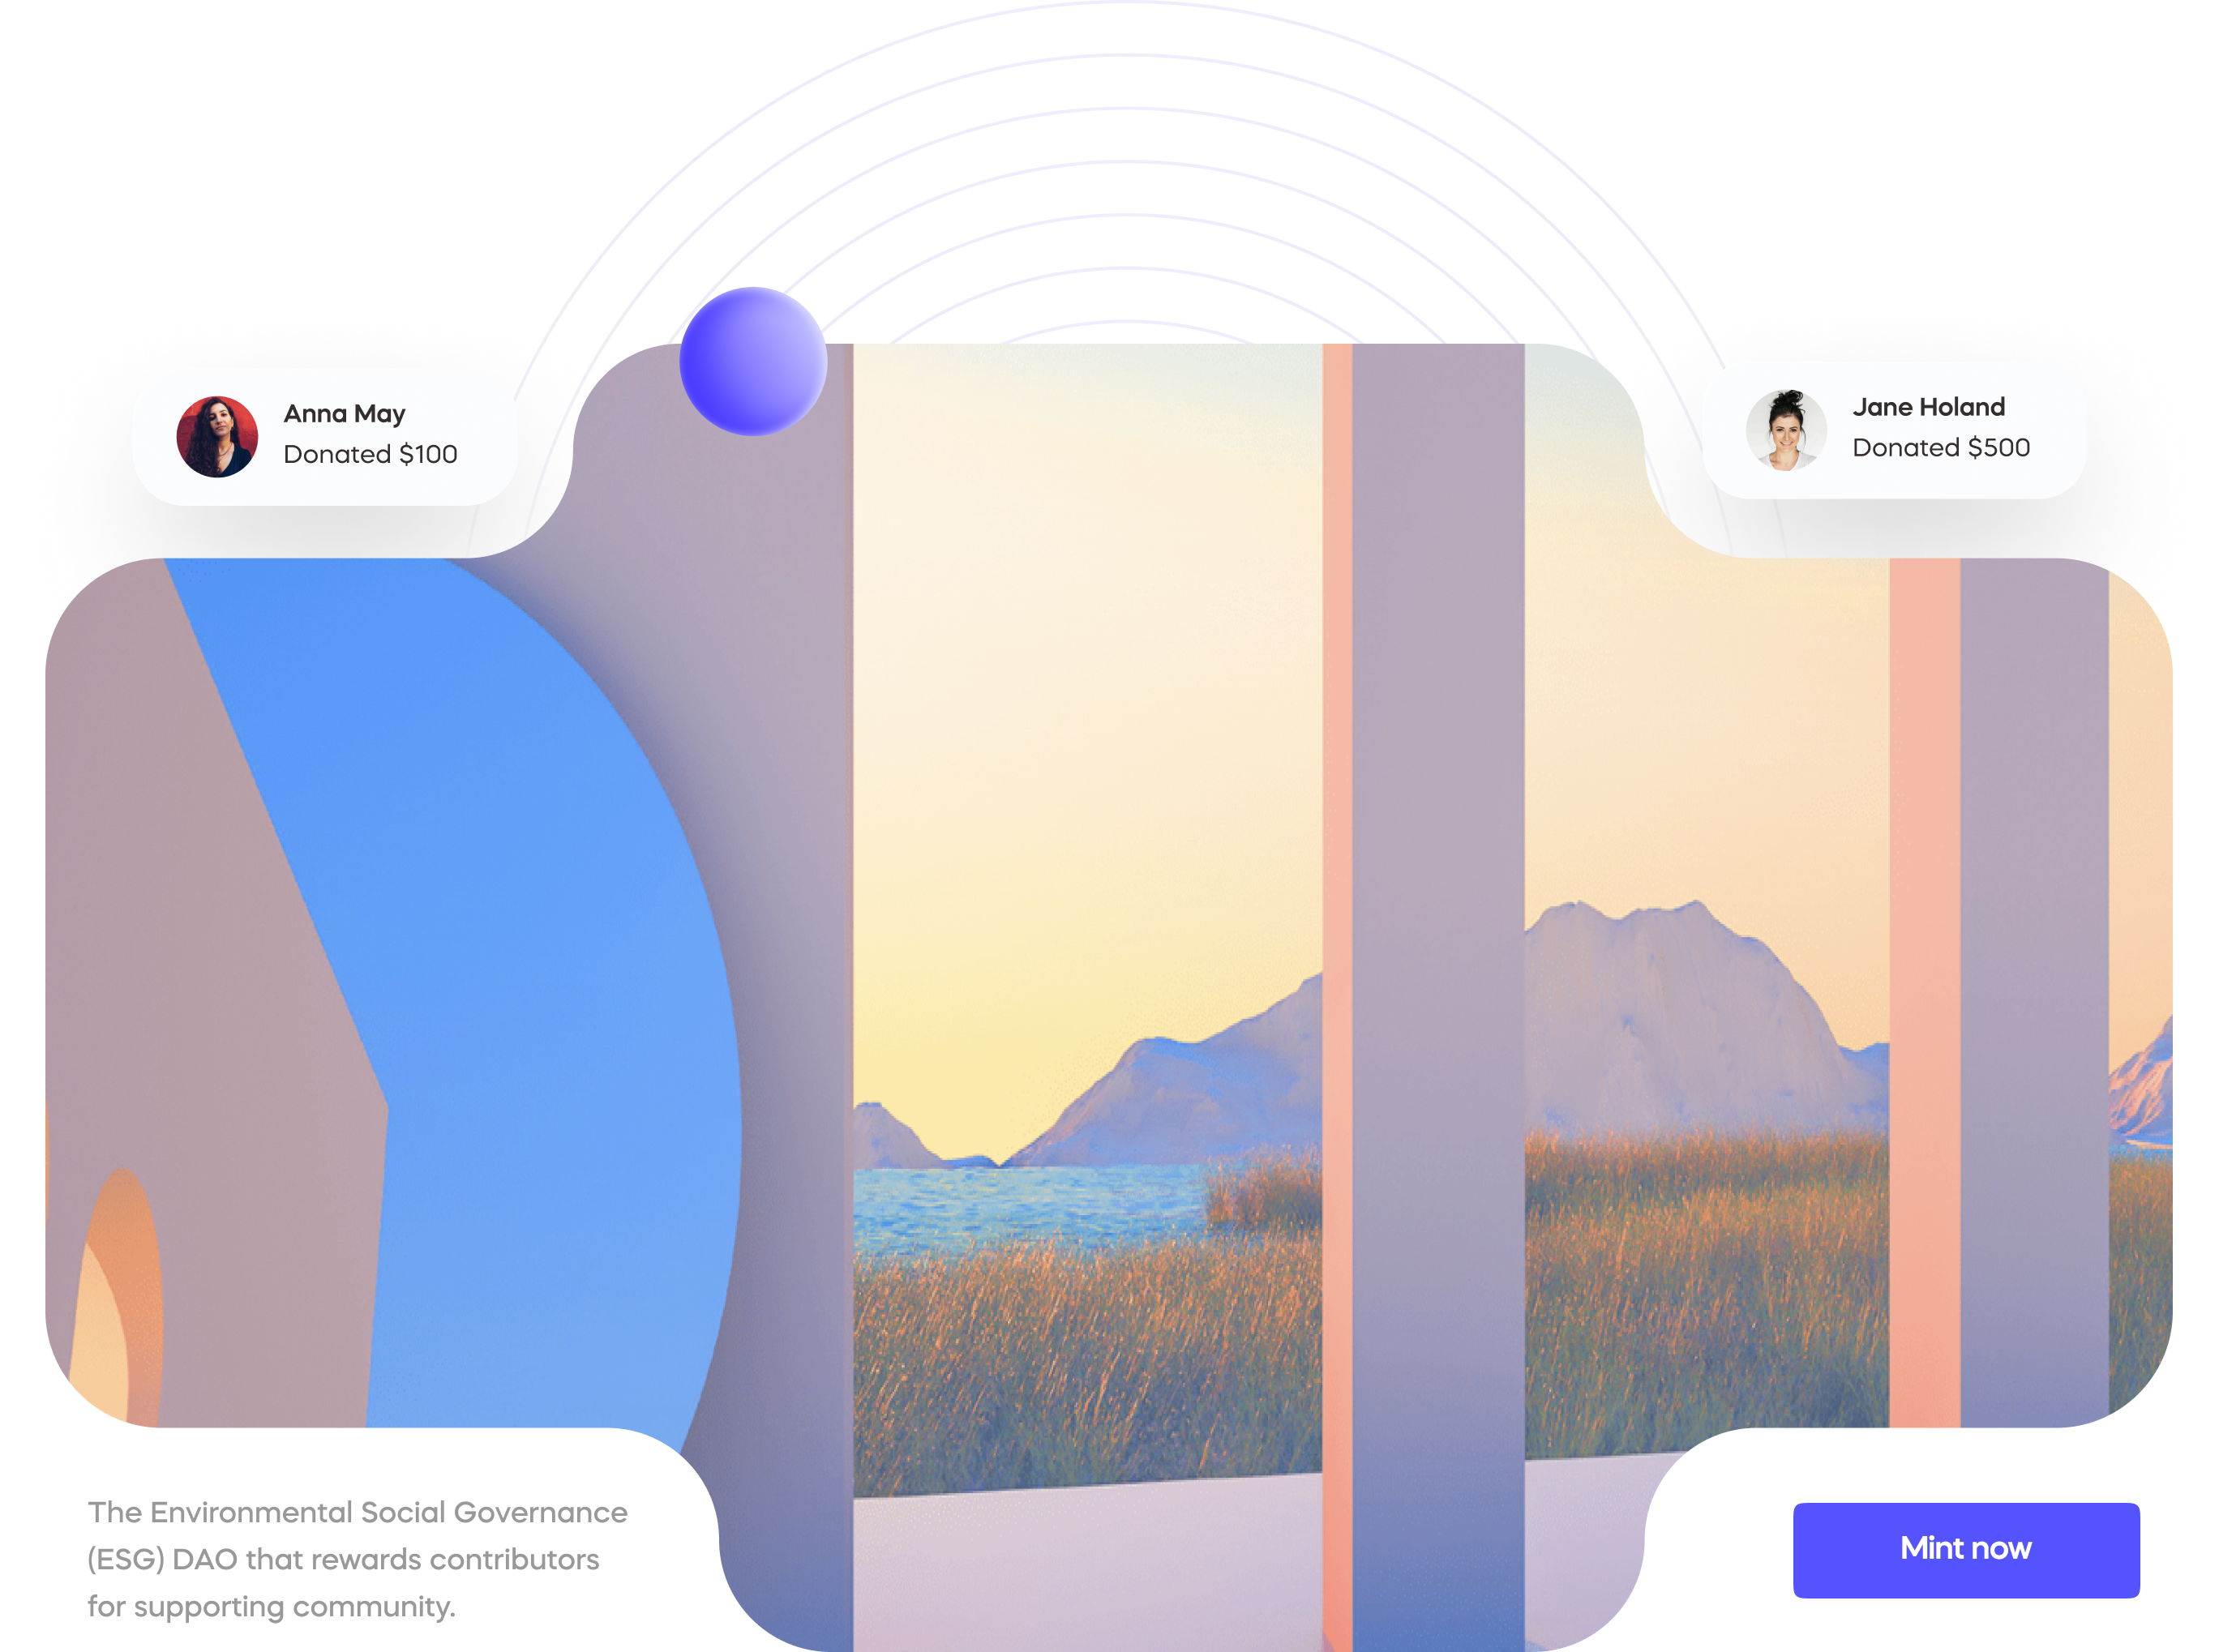 Anna May
Donated $100
Jane Holand
Donated $500
The Environmental Social Governance
(ESG) DAO that rewards contributors
for supporting community.
Mint now